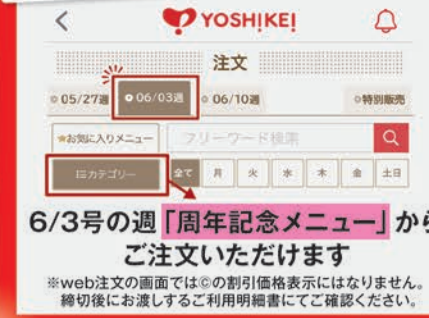 YOSHIKEI
注文
05/27週 06/03週 06/10週 特別販売
★お気に入りメニュー フリーワード検索
カテゴリー 全て 月 火 水 木 金 土日
6/3号の週「周年記念メニュー」から
ご注文いただけます
※web注文の画面では©の割引価格表示にはなりません。
締切後にお渡しするご利用明細書にてご確認ください。